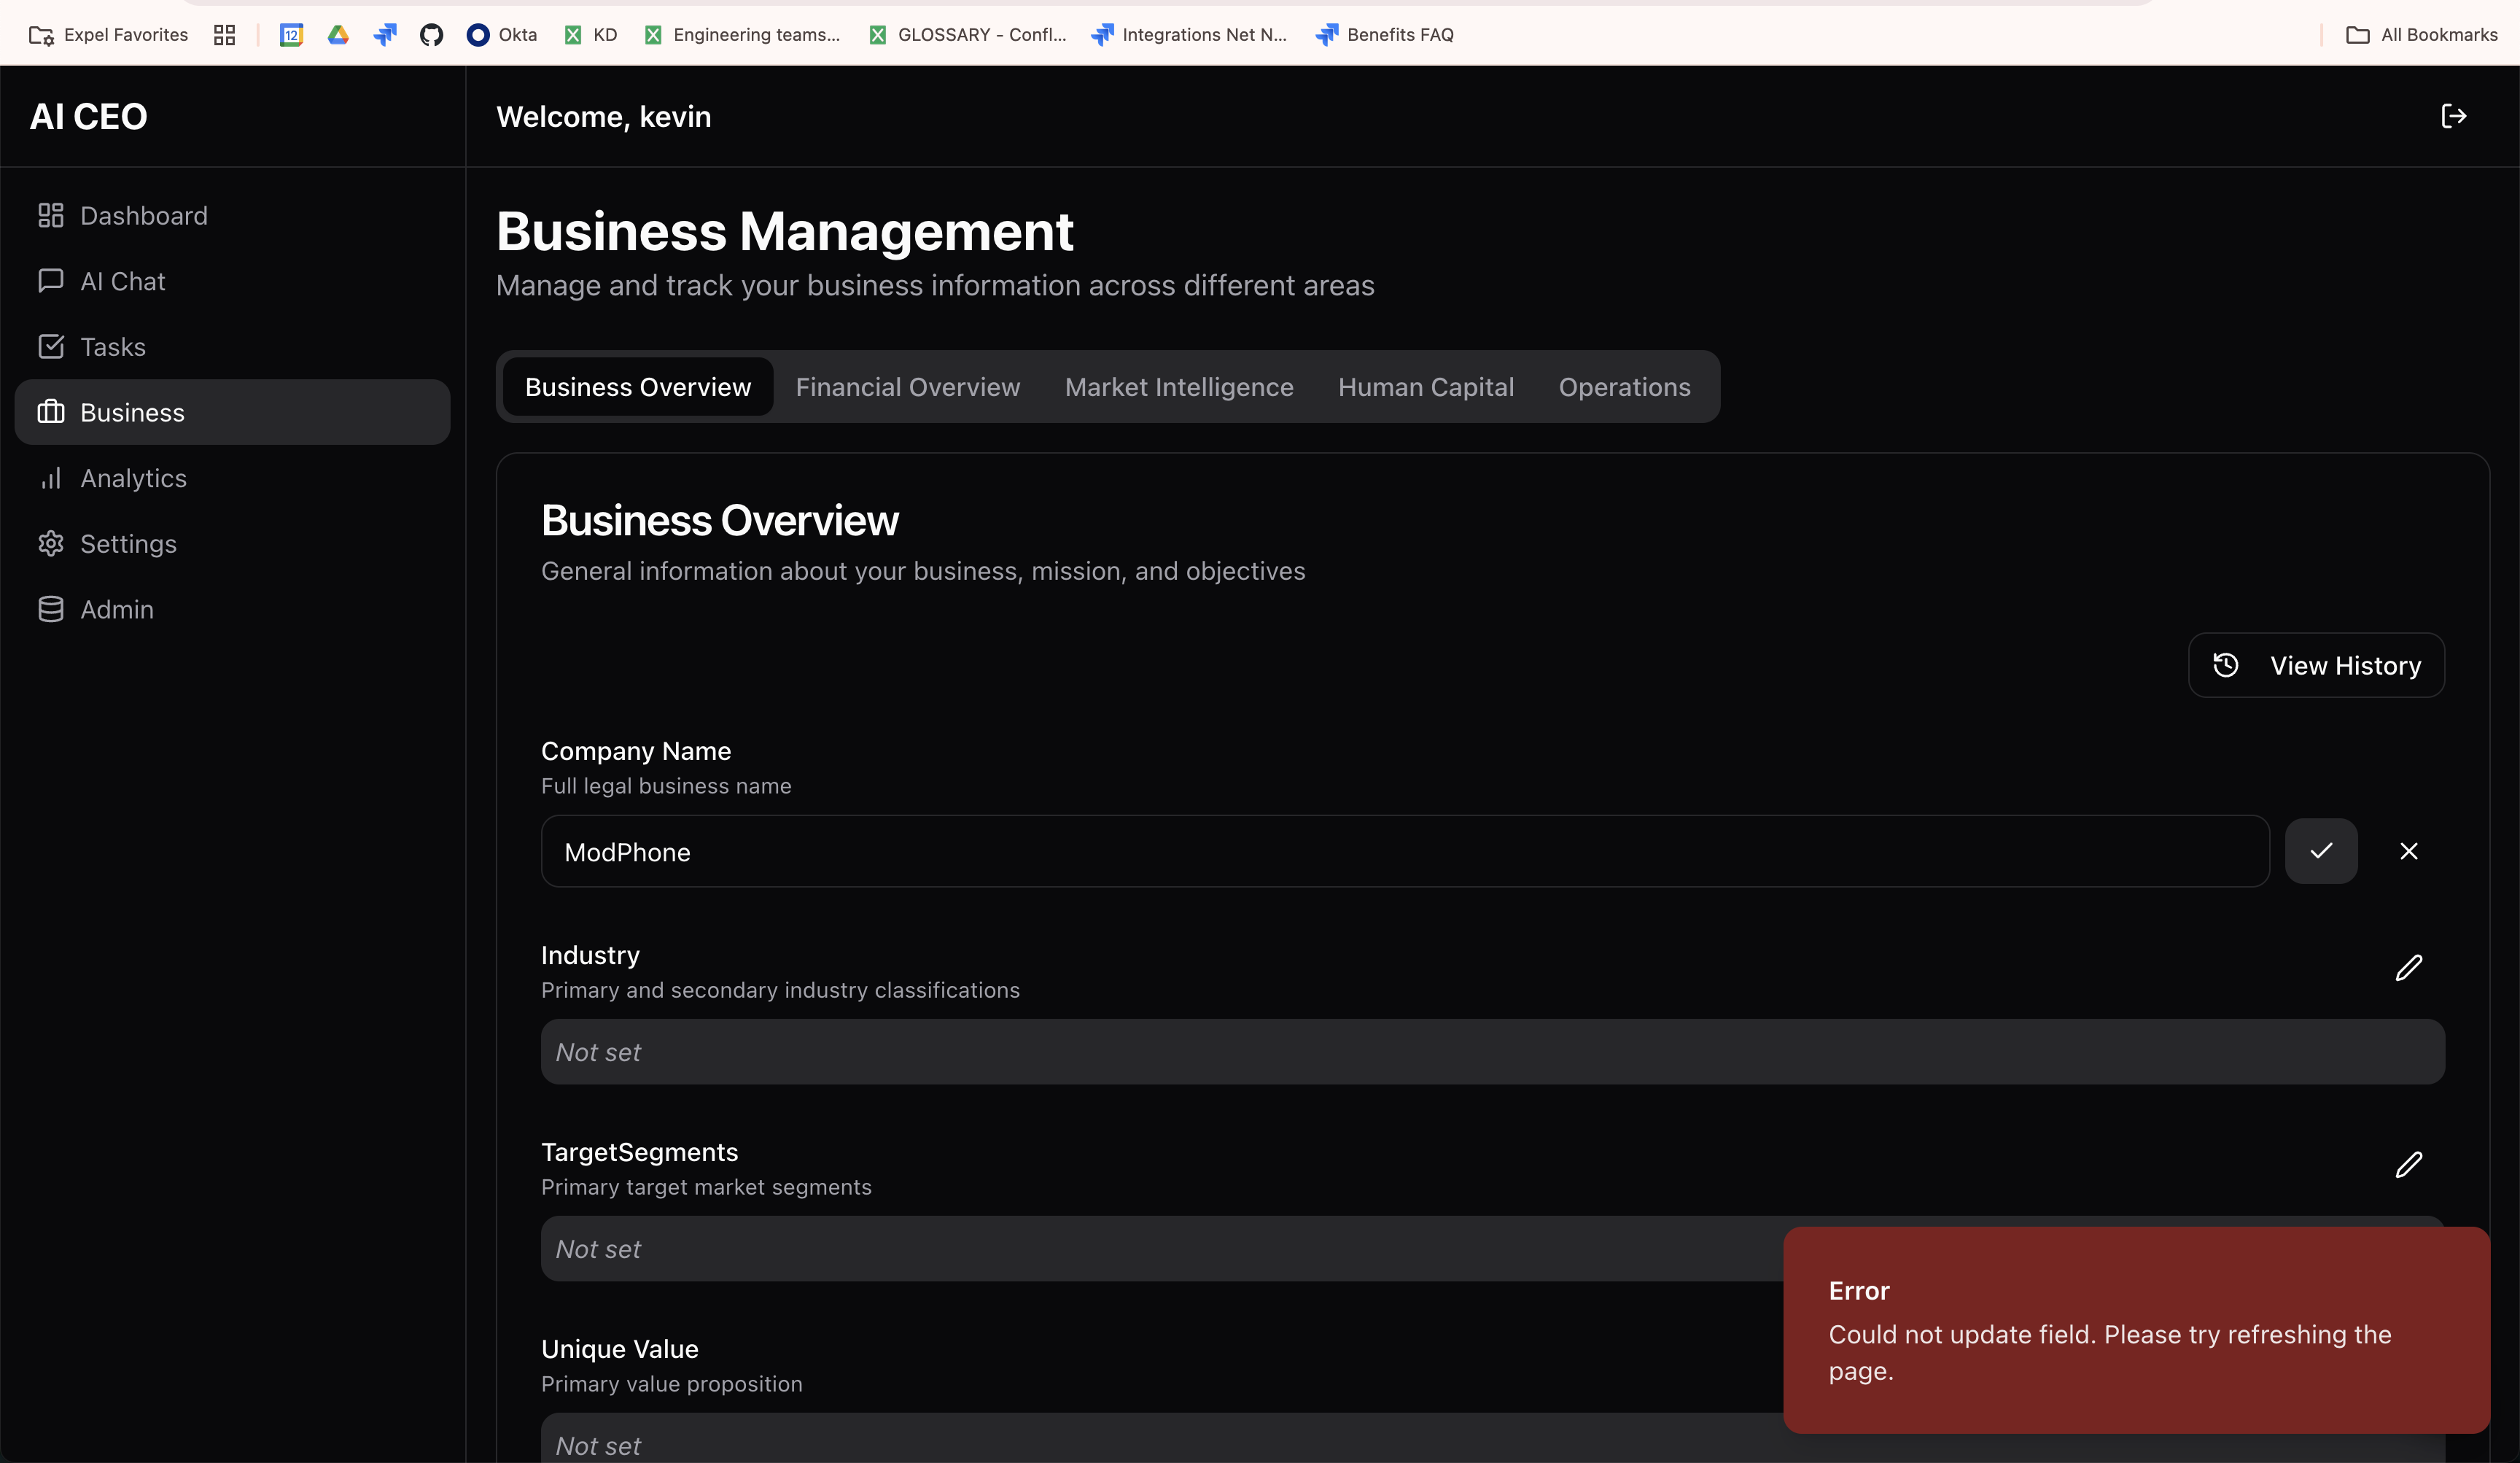 Expel Favorites
12
Okta
KD
Engineering teams...
GLOSSARY - Confl...
Integrations Net N...
Benefits FAQ
All Bookmarks
AI CEO
Welcome, kevin
Dashboard
AI Chat
Tasks
Business
Analytics
Settings
Admin
Business Management
Manage and track your business information across different areas
Business Overview
Financial Overview
Market Intelligence
Human Capital
Operations
Business Overview
General information about your business, mission, and objectives
View History
Company Name
Full legal business name
ModPhone
Industry
Primary and secondary industry classifications
Not set
TargetSegments
Primary target market segments
Not set
Unique Value
Primary value proposition
Not set
Error
Could not update field. Please try refreshing the
page.